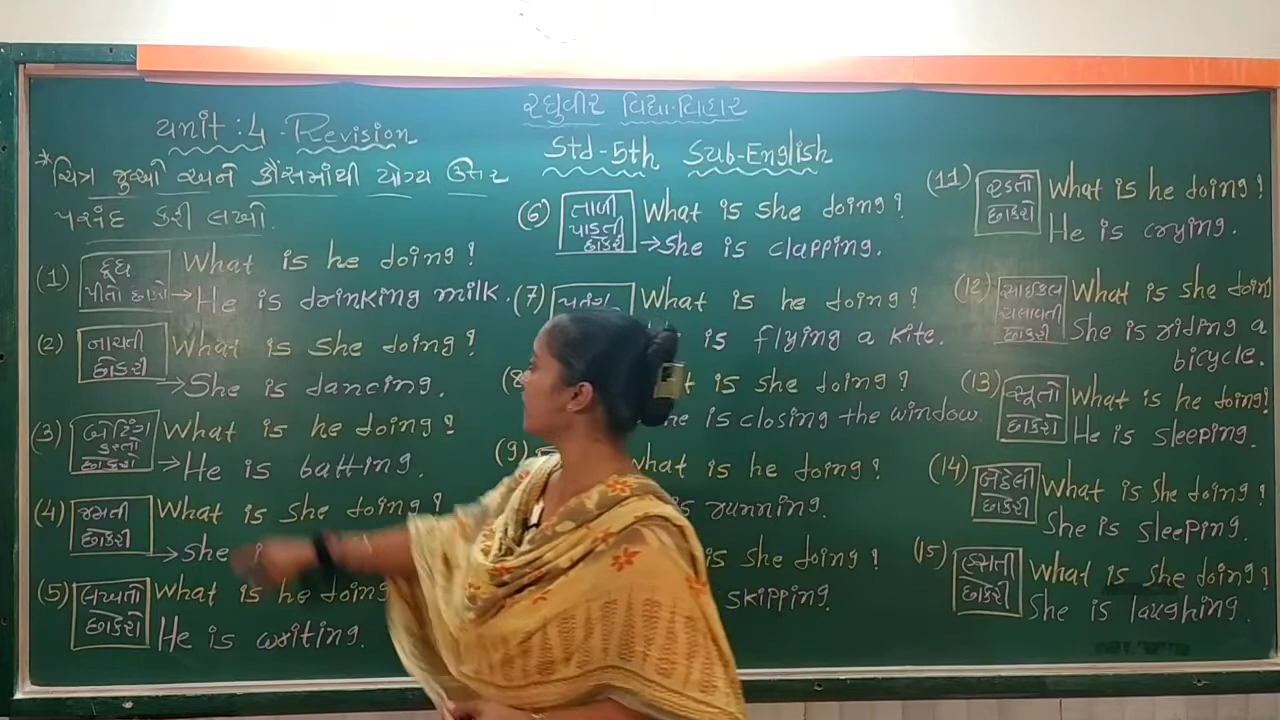 રઘુવીર વિદ્યા-વિહાર
Unit : 4. Revision
Std-5th Sub-English
*ચિત્ર જુઓ અને કૌંસમાંથી યોગ્ય ઉત્તર
પસંદ કરી લખો.
(1) દૂધ પીતો છોકરો What is he doing?
→He is drinking milk.
(2) નાચતી છોકરી What is she doing?
→She is dancing.
(3) બેટિંગ કરતો છોકરો What is he doing?
→He is batting.
(4) રમતી છોકરી What is she doing?
→She
(5) લખતો છોકરો What is he doing
He is writing.
(6) તાળી પાડતી છોકરી What is she doing?
→She is clapping.
(7) પતંગ What is he doing?
is flying a kite.
(8 is she doing?
he is closing the window.
(9) what is he doing?
is running.
is she doing?
skipping.
(11) રડતો છોકરો What is he doing?
He is crying.
(12) સાઇકલ ચલાવતી છોકરી What is she doin
She is riding a
bicycle.
(13) સૂતો છોકરો What is he doing?
He is sleeping.
(14) છોકરી What is she doing?
She is sleeping.
(15) હસતી છોકરી What is she doing?
She is laughing.